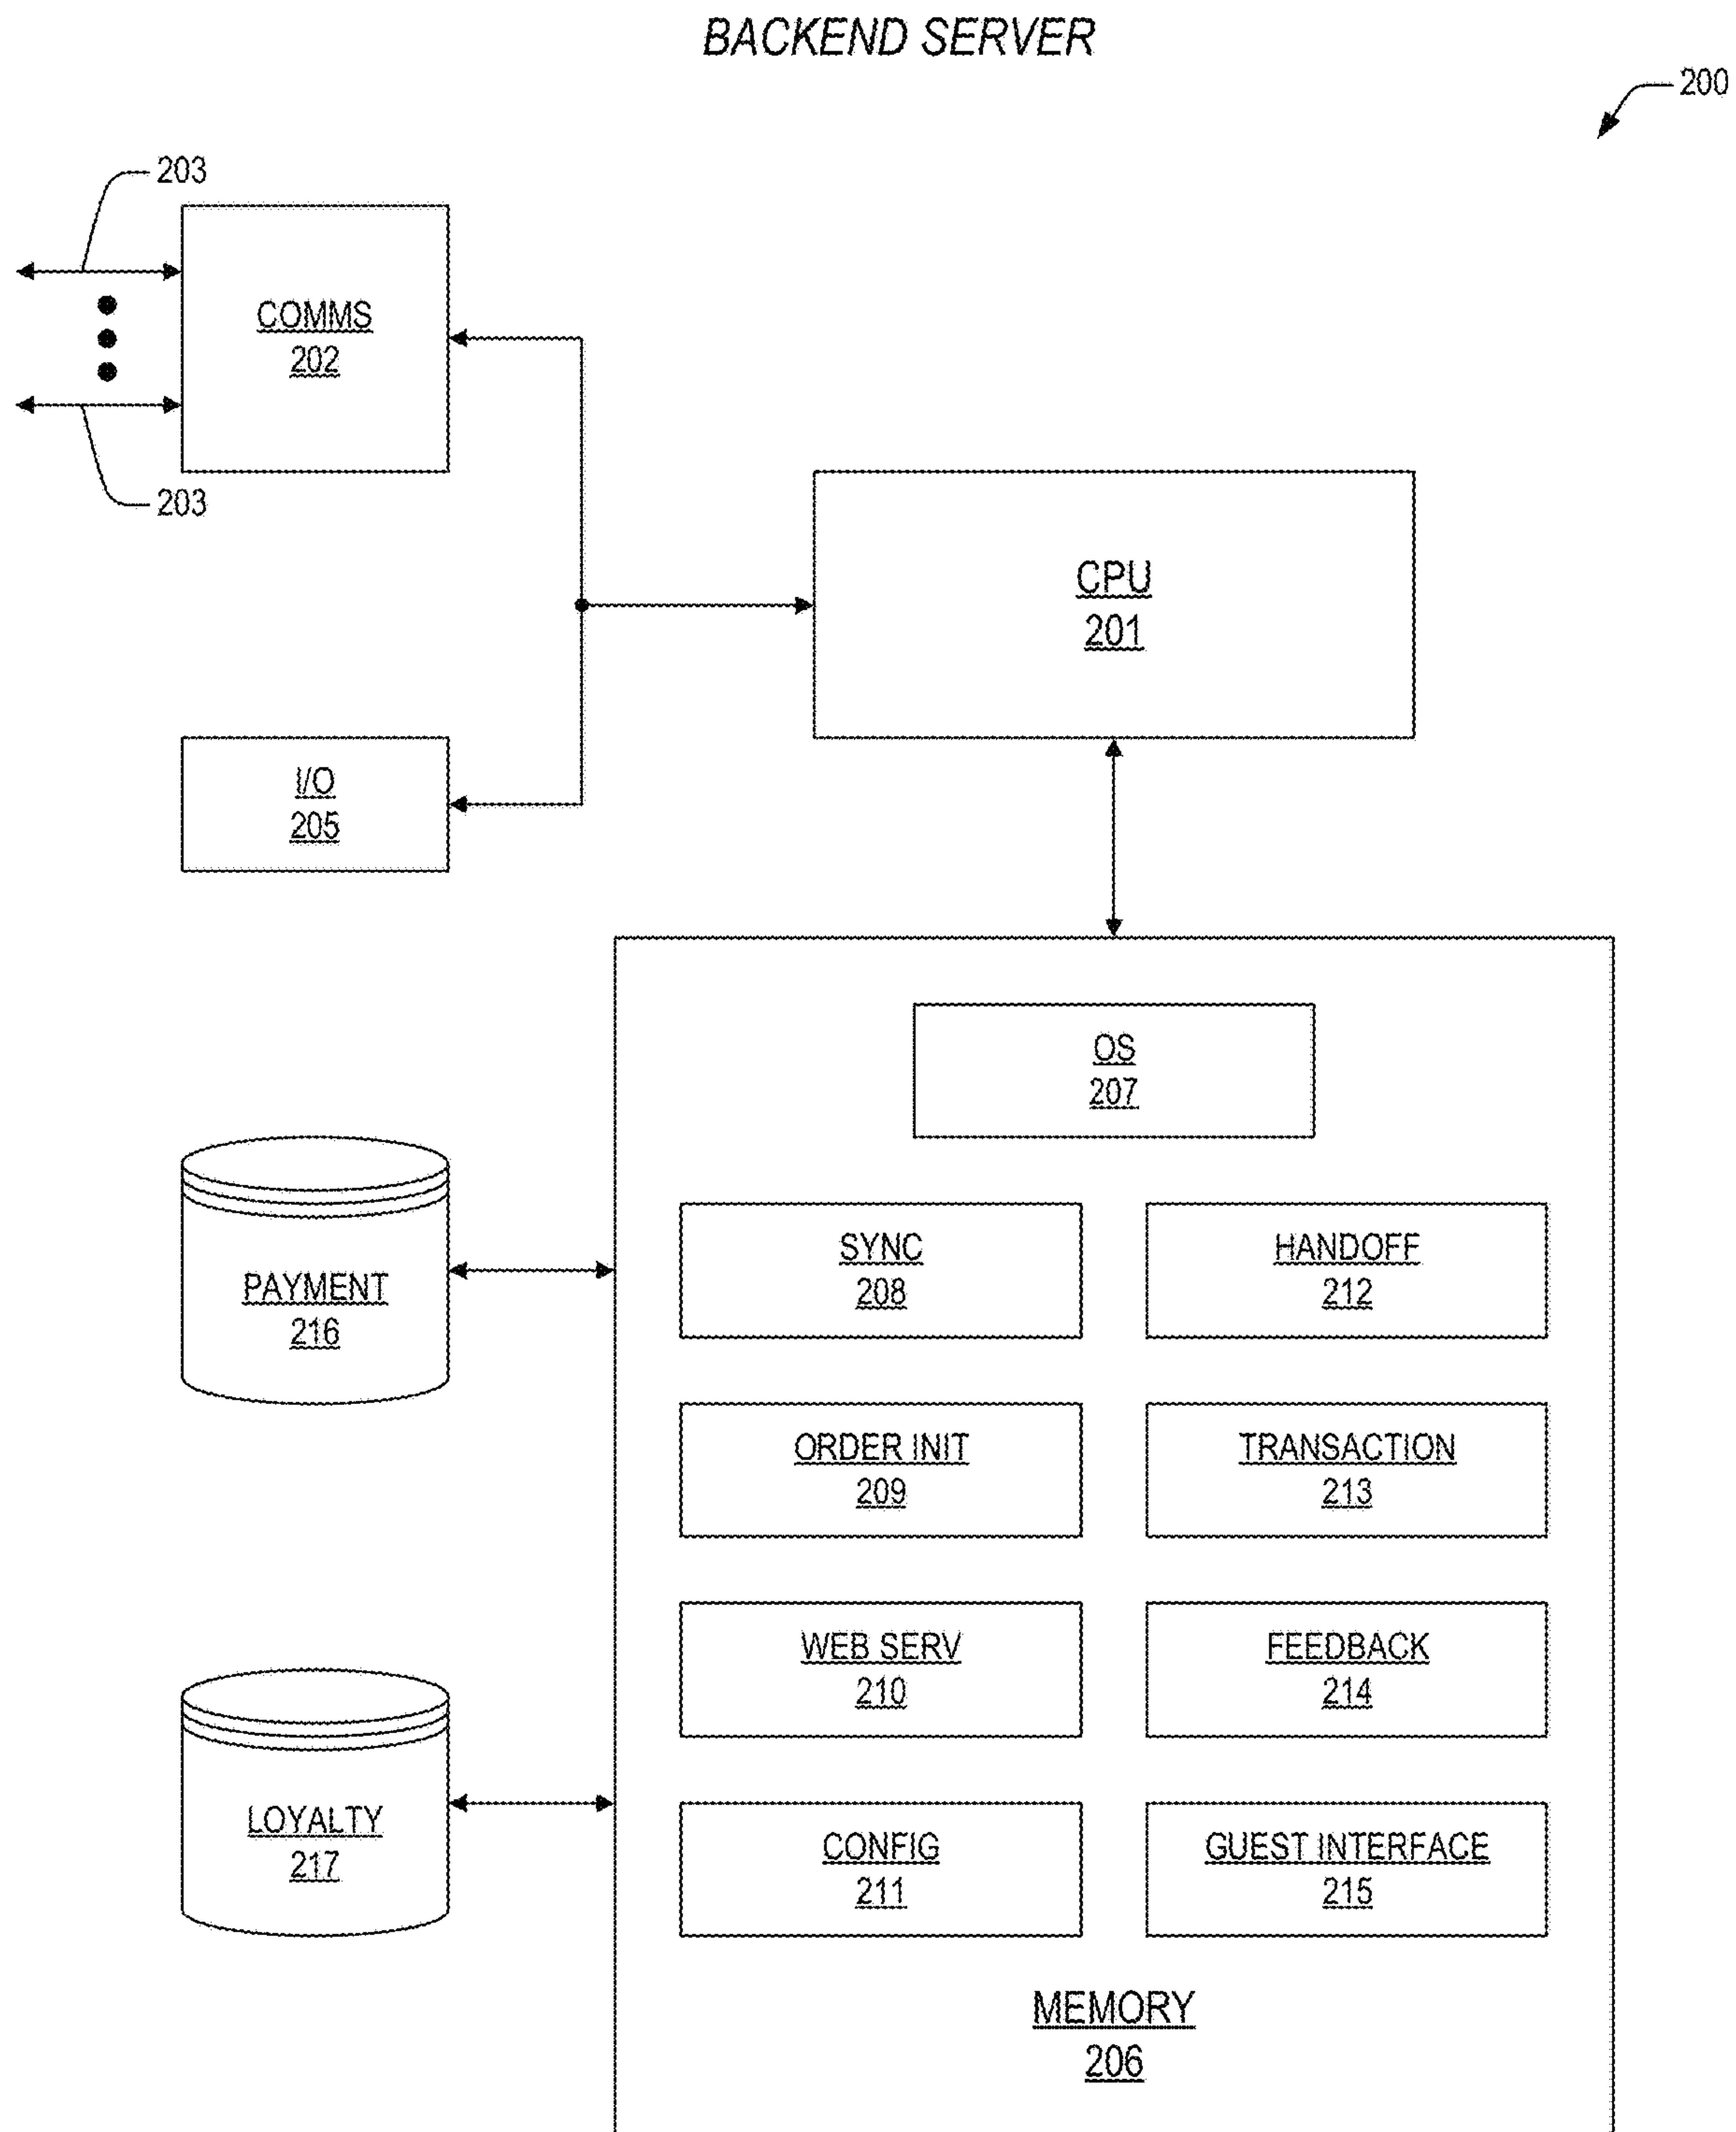 BACKEND SERVER
200
203
COMMS
202
203
CPU
201
I/O
205
OS
207
PAYMENT
216
SYNC
208
HANDOFF
212
ORDER INIT
209
TRANSACTION
213
WEB SERV
210
FEEDBACK
214
LOYALTY
217
CONFIG
211
GUEST INTERFACE
215
MEMORY
206